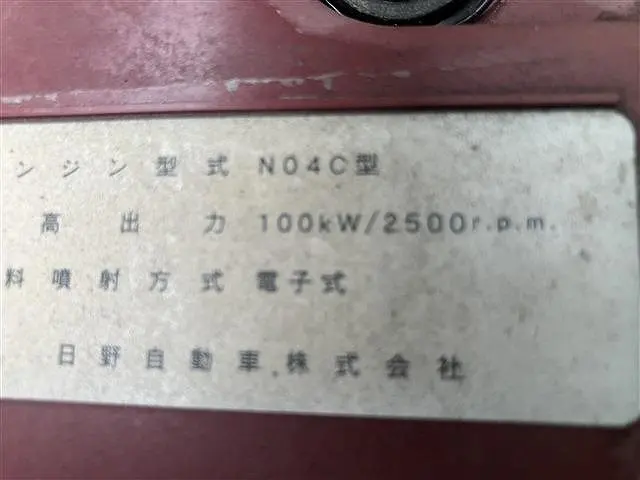 ンジン型式 N04C型
高出力 100kW/2500r.p.m.
料噴射方式 電子式
日野自動車株式会社